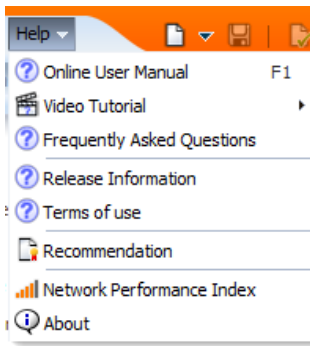 Help
Online User Manual F1
Video Tutorial
Frequently Asked Questions
Release Information
Terms of use
Recommendation
Network Performance Index
About